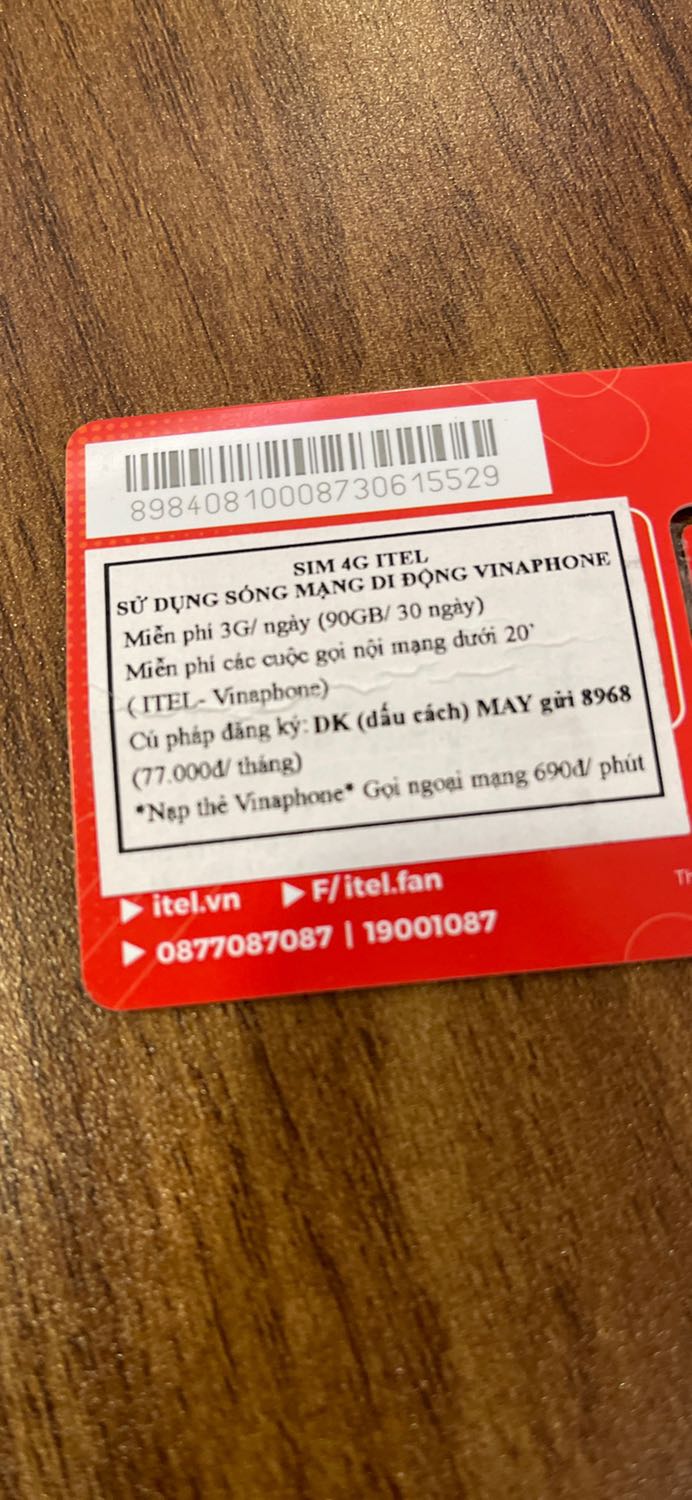 89840810008730615529
SIM 4G ITEL
SỬ DỤNG SÓNG MẠNG DI ĐỘNG VINAPHONE
Miễn phí 3G/ ngày (90GB/ 30 ngày)
Miễn phí các cuộc gọi nội mạng dưới 20'
( ITEL- Vinaphone)
Cú pháp đăng ký: DK (dấu cách) MAY gửi 8968
(77.000đ/ tháng)
*Nạp thẻ Vinaphone* Gọi ngoại mạng 690đ/ phút
itel.vn F/itel.fan
0877087087 | 19001087